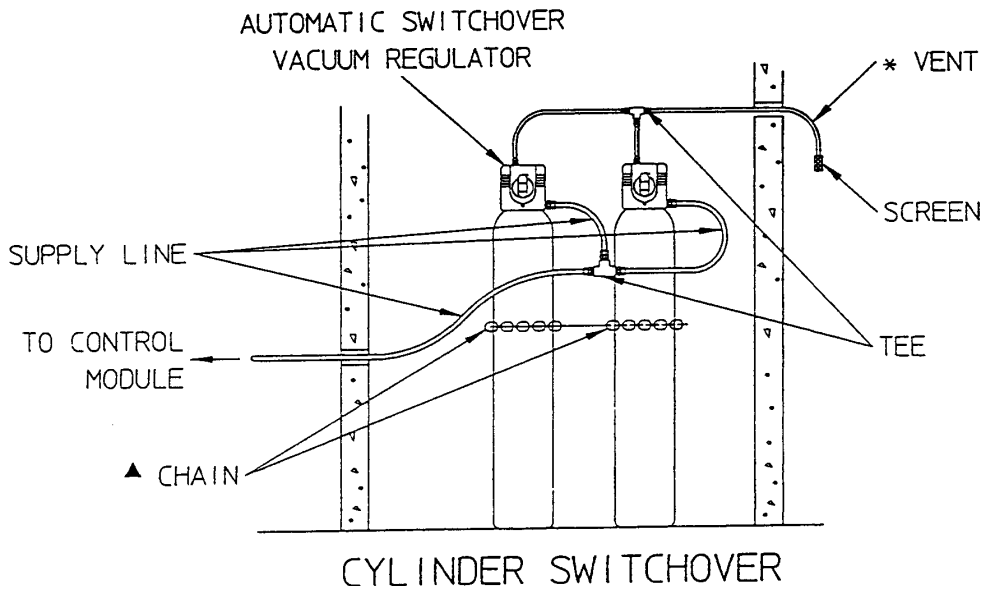 AUTOMATIC SWITCHOVER
VACUUM REGULATOR
* VENT
SCREEN
SUPPLY LINE
TEE
TO CONTROL
MODULE
▲ CHAIN
CYLINDER SWITCHOVER